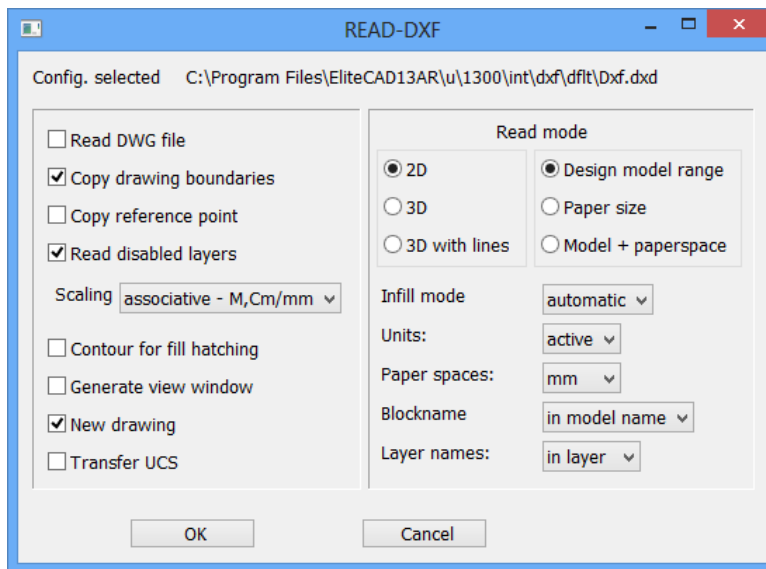 READ-DXF
Config. selected C:\Program Files\EliteCAD13AR\u\1300\int\dxf\dflt\Dxf.dxd
Read DWG file
Copy drawing boundaries
Copy reference point
Read disabled layers
Scaling associative - M,Cm/mm
Contour for fill hatching
Generate view window
New drawing
Transfer UCS
Read mode
2D
3D
3D with lines
Design model range
Paper size
Model + paperspace
Infill mode automatic
Units: active
Paper spaces: mm
Blockname in model name
Layer names: in layer
OK
Cancel